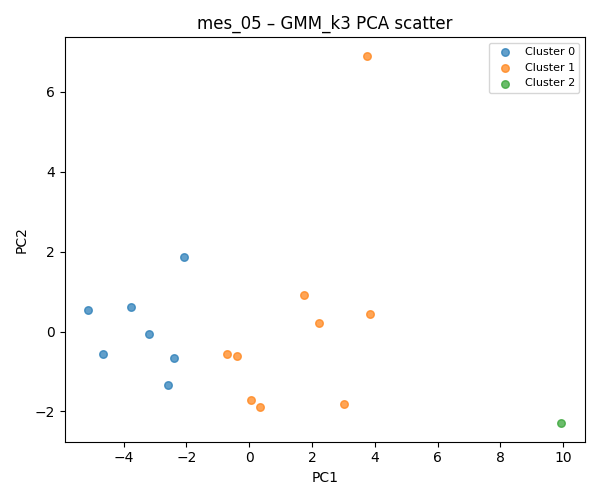 mes_05 – GMM_k3 PCA scatter
Cluster 0
Cluster 1
Cluster 2
PC2
6
4
2
0
−2
−4
−2
0
2
4
6
8
10
PC1